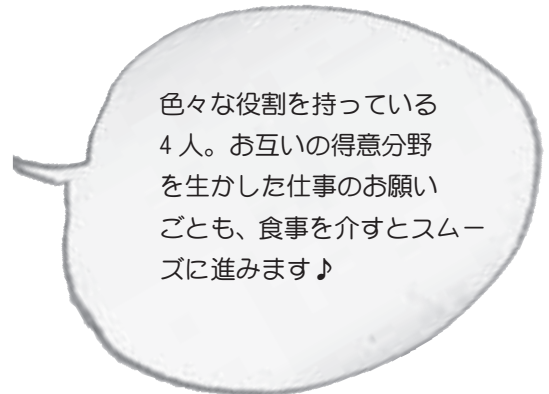 色々な役割を持っている
4人。お互いの得意分野
を生かした仕事のお願い
ごとも、食事を介すとスムー
ズに進みます♪